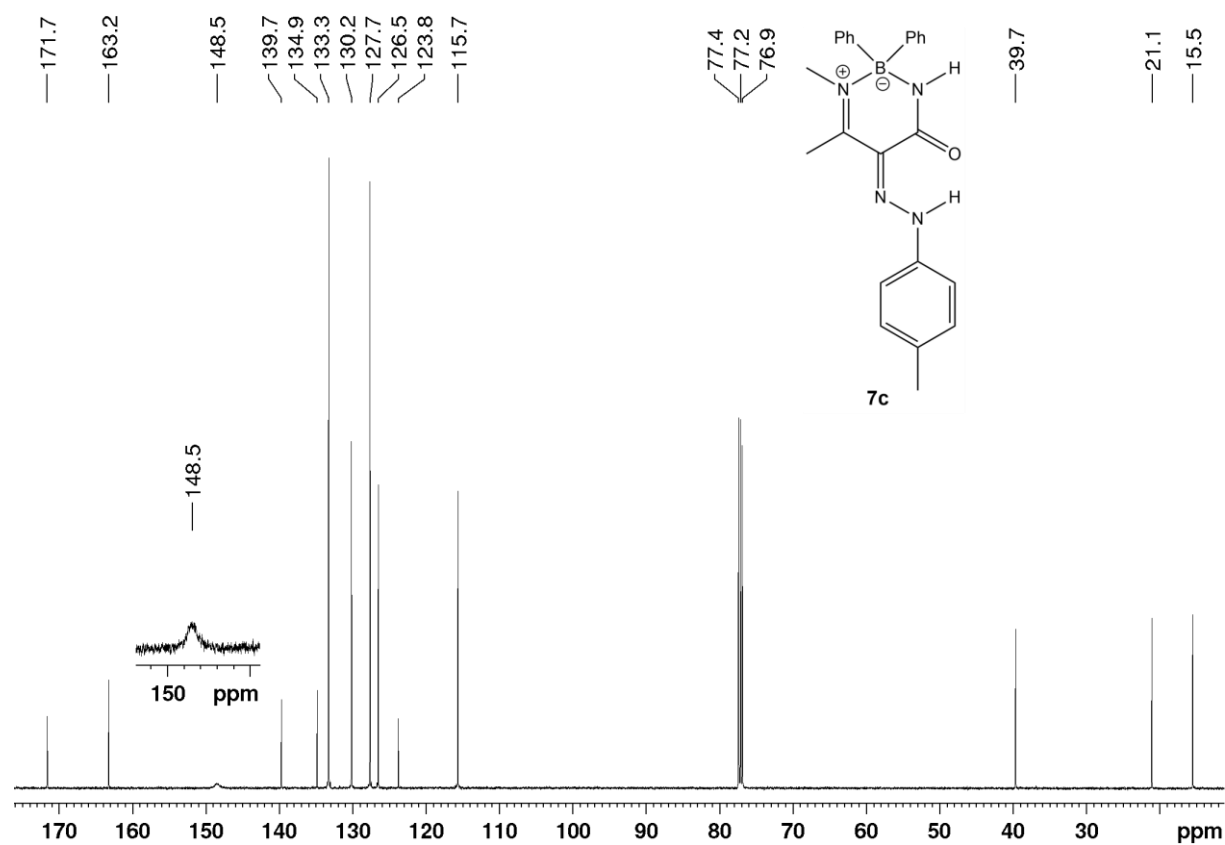 171.7
163.2
148.5
139.7
134.9
133.3
130.2
127.7
126.5
123.8
115.7
77.4
77.2
76.9
39.7
21.1
15.5
Ph Ph
B
⊕
⊖
N
N H
O
N
N H
7c
148.5
150 ppm
170 160 150 140 130 120 110 100 90 80 70 60 50 40 30 ppm